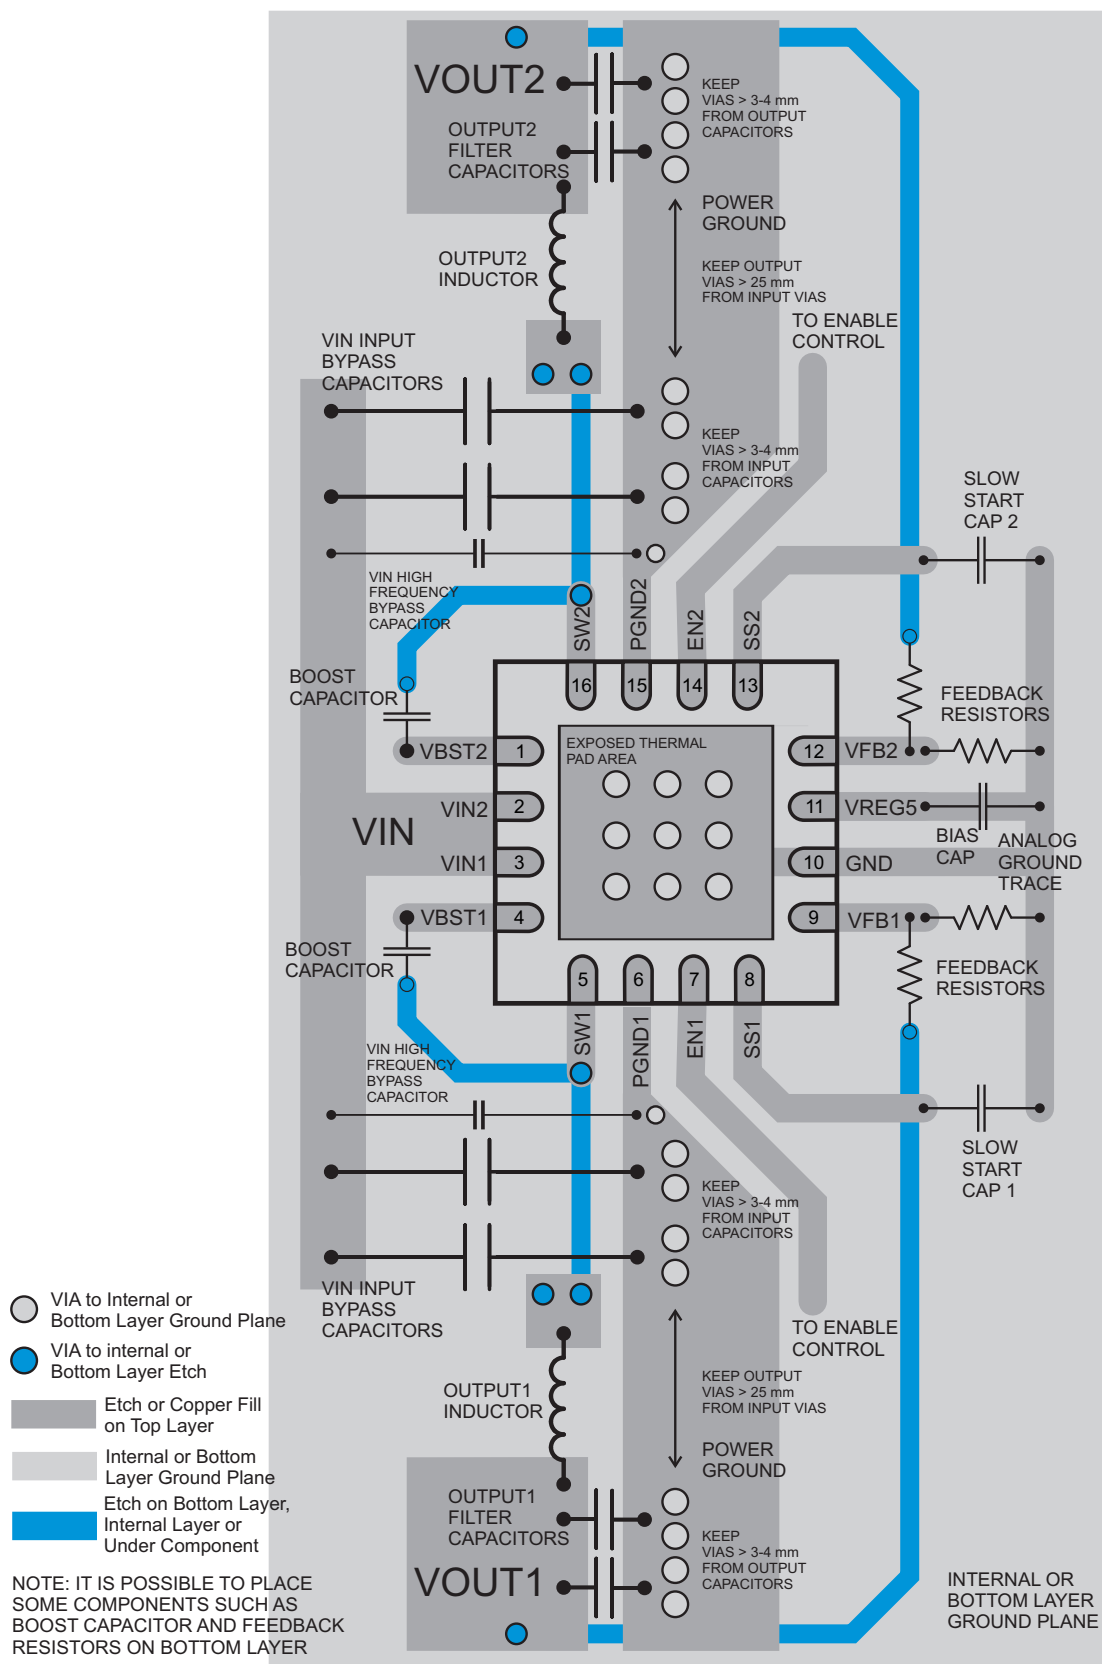 VOUT2
OUTPUT2
FILTER
CAPACITORS
KEEP
VIAS > 3-4 mm
FROM OUTPUT
CAPACITORS
POWER
GROUND
OUTPUT2
INDUCTOR
KEEP OUTPUT
VIAS > 25 mm
FROM INPUT VIAS
TO ENABLE
CONTROL
VIN INPUT
BYPASS
CAPACITORS
KEEP
VIAS > 3-4 mm
FROM INPUT
CAPACITORS
SLOW
START
CAP 2
VIN HIGH
FREQUENCY
BYPASS
CAPACITOR
SW2
PGND2
EN2
SS2
BOOST
CAPACITOR
16
15
14
13
FEEDBACK
RESISTORS
VBST2
1
EXPOSED THERMAL
PAD AREA
12
VFB2
VIN2
2
11
VREG5
VIN
BIAS
CAP
ANALOG
GROUND
TRACE
VIN1
3
10
GND
VBST1
4
9
VFB1
BOOST
CAPACITOR
5
6
7
8
FEEDBACK
RESISTORS
SW1
PGND1
EN1
SS1
VIN HIGH
FREQUENCY
BYPASS
CAPACITOR
SLOW
START
CAP 1
KEEP
VIAS > 3-4 mm
FROM INPUT
CAPACITORS
VIN INPUT
BYPASS
CAPACITORS
TO ENABLE
CONTROL
KEEP OUTPUT
VIAS > 25 mm
FROM INPUT VIAS
OUTPUT1
INDUCTOR
POWER
GROUND
OUTPUT1
FILTER
CAPACITORS
KEEP
VIAS > 3-4 mm
FROM OUTPUT
CAPACITORS
VOUT1
INTERNAL OR
BOTTOM LAYER
GROUND PLANE
VIA to Internal or
Bottom Layer Ground Plane
VIA to internal or
Bottom Layer Etch
Etch or Copper Fill
on Top Layer
Internal or Bottom
Layer Ground Plane
Etch on Bottom Layer,
Internal Layer or
Under Component
NOTE: IT IS POSSIBLE TO PLACE
SOME COMPONENTS SUCH AS
BOOST CAPACITOR AND FEEDBACK
RESISTORS ON BOTTOM LAYER